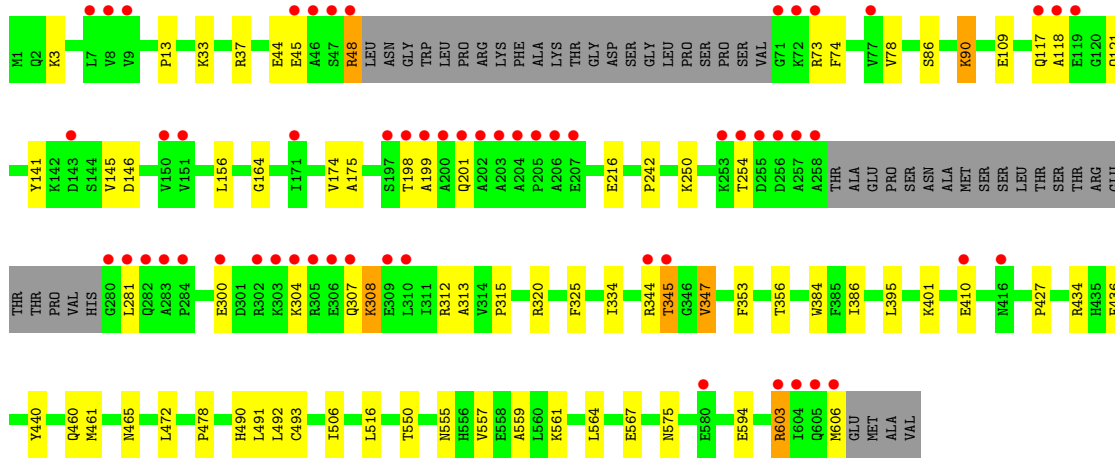 M1 Q2 K3 L7 V8 V9 P13 K33 R37 E44 E45 A46 S47 R48 LEU ASN GLY TRP LEU PRO ARG LYS PHE ALA LYS THR GLY ASP SER GLY LEU PRO SER PRO SER VAL G71 K72 R73 F74 V77 V78 S86 K90 E109 Q117 A118 E119 G120
Y141 K142 D143 S144 V145 D146 V150 V151 L156 G164 I171 V174 A175 S197 T198 A199 A200 Q201 A202 A203 A204 P205 A206 E207 E216 P242 K250 K253 T254 D255 D256 A257 A258 THR ALA GLU PRO SER ASN ALA MET SER SER LEU THR SER THR ARG
THR THR PRO VAL HIS G280 L281 Q282 A283 P284 E300 D301 R302 K303 K304 R305 E306 Q307 K308 E309 L310 I311 R312 A313 V314 P315 R320 F325 I334 R344 T345 G346 V347 F353 T356 W384 F385 I386 L395 K401 E410 N416 P427 R434 H435
Y440 Q460 M461 N465 L472 P478 H490 L491 L492 C493 I506 L516 T550 N555 H556 V557 E558 A559 L560 K561 L564 E567 N575 E580 E594 R603 I604 Q605 M606 GLU MET ALA VAL